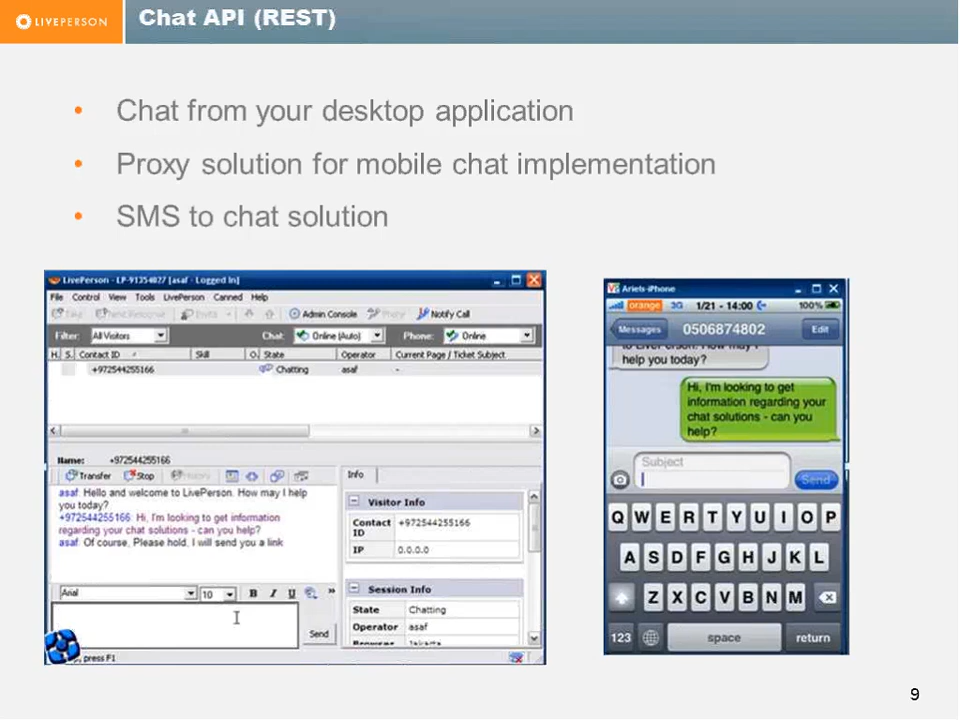 LIVEPERSON
Chat API (REST)
• Chat from your desktop application
• Proxy solution for mobile chat implementation
• SMS to chat solution
LivePerson - LP-91354827 [asaf - Logged In]
File Control View Tools LivePerson Canned Help
Take Invite Admin Console Proxy Notify Call
Filter: All Visitors Chat: Online (Auto) Phone: Online
H. S. Contact ID Skill O. State Operator Current Page / Ticket Subject
+972544255166 Chatting asaf -
Name: +972544255166
Transfer Stop History
Info
asaf: Hello and welcome to LivePerson. How may I help
you today?
+972544255166: Hi, I'm looking to get information
regarding your chat solutions - can you help?
asaf: Of course, Please hold, I will send you a link
Visitor Info
Contact ID +972544255166
IP 0.0.0.0
Session Info
State Chatting
Operator asaf
Browser Jakarta
Arial 10 B I U »
Send
press F1
Ariels-iPhone
orange 3G 1/21 - 14:00 100%
Messages 0506874802 Edit
help you today?
Hi, I'm looking to get
information regarding your
chat solutions - can you
help?
Subject
Send
Q W E R T Y U I O P
A S D F G H J K L
Z X C V B N M
123 space return
9